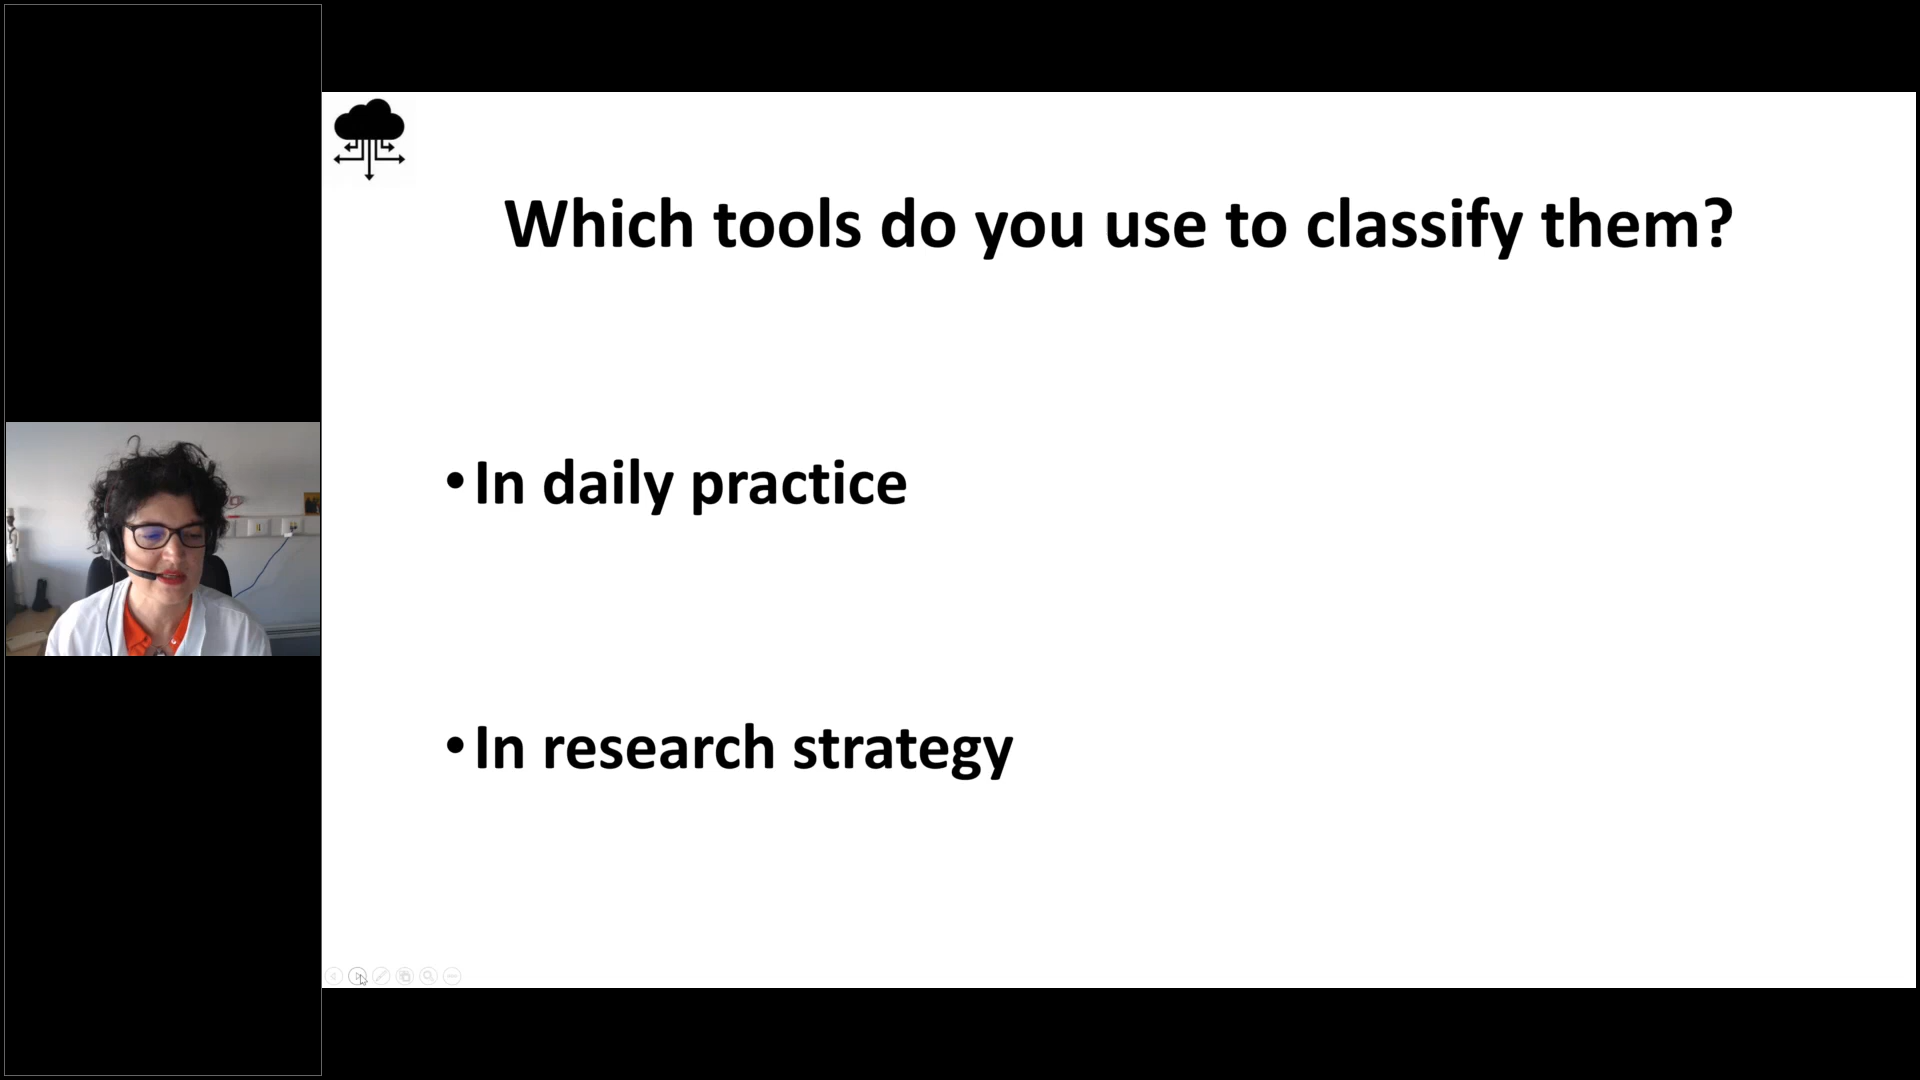 Which tools do you use to classify them?
• In daily practice
• In research strategy